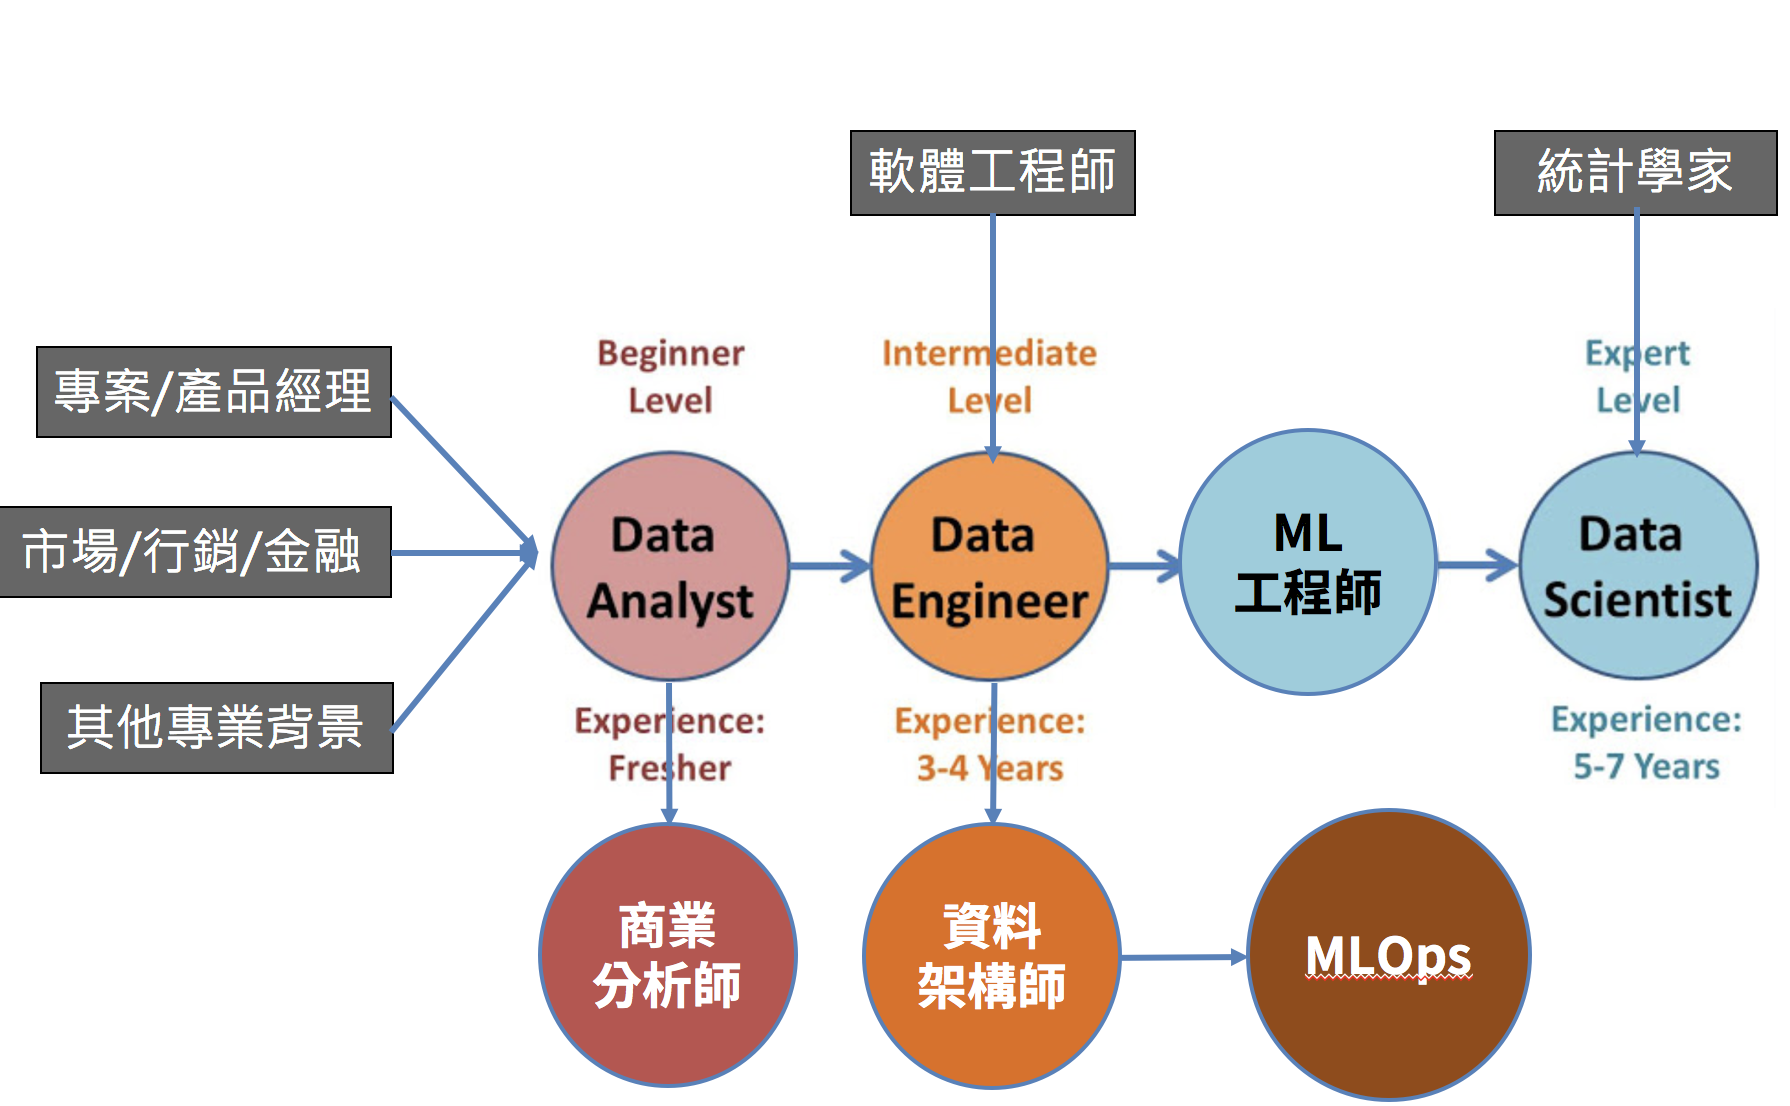 軟體工程師
統計學家
專案/產品經理
市場/行銷/金融
其他專業背景
Beginner
Level
Intermediate
Level
Expert
Level
Data
Analyst
Data
Engineer
ML
工程師
Data
Scientist
Experience:
Fresher
Experience:
3-4 Years
Experience:
5-7 Years
商業
分析師
資料
架構師
MLOps